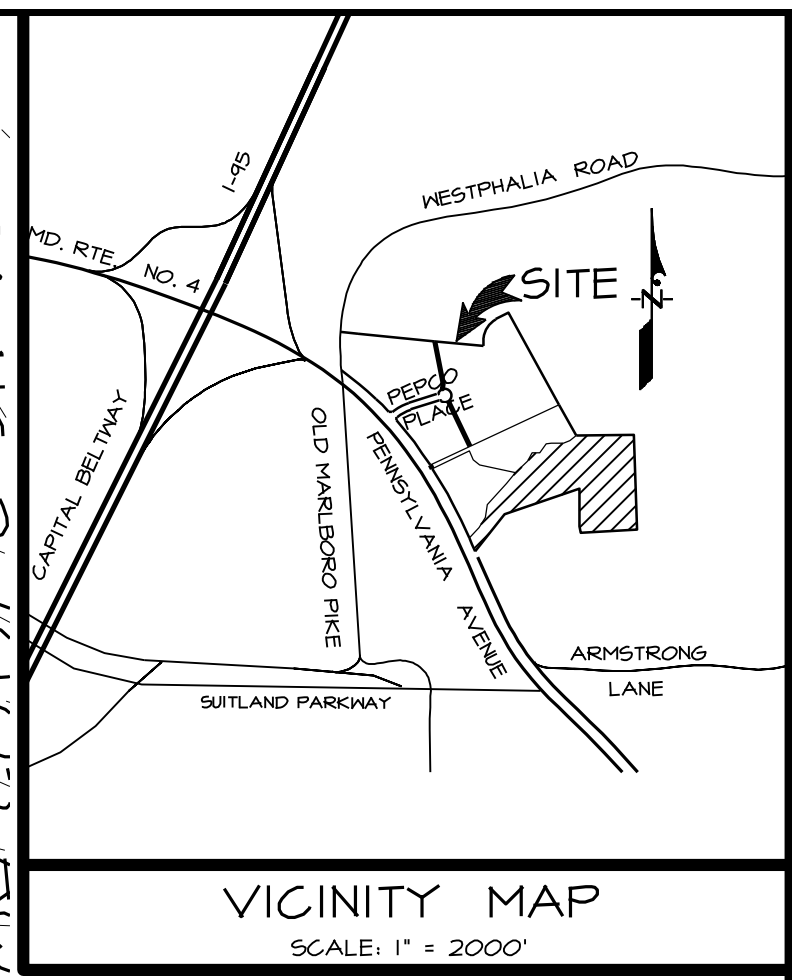 I-95
WESTPHALIA ROAD
MD. RTE. NO. 4
SITE
N
PEPCO
PLACE
CAPITAL BELTWAY
OLD MARLBORO PIKE
PENNSYLVANIA AVENUE
ARMSTRONG
LANE
SUITLAND PARKWAY
VICINITY MAP
SCALE: 1" = 2000'